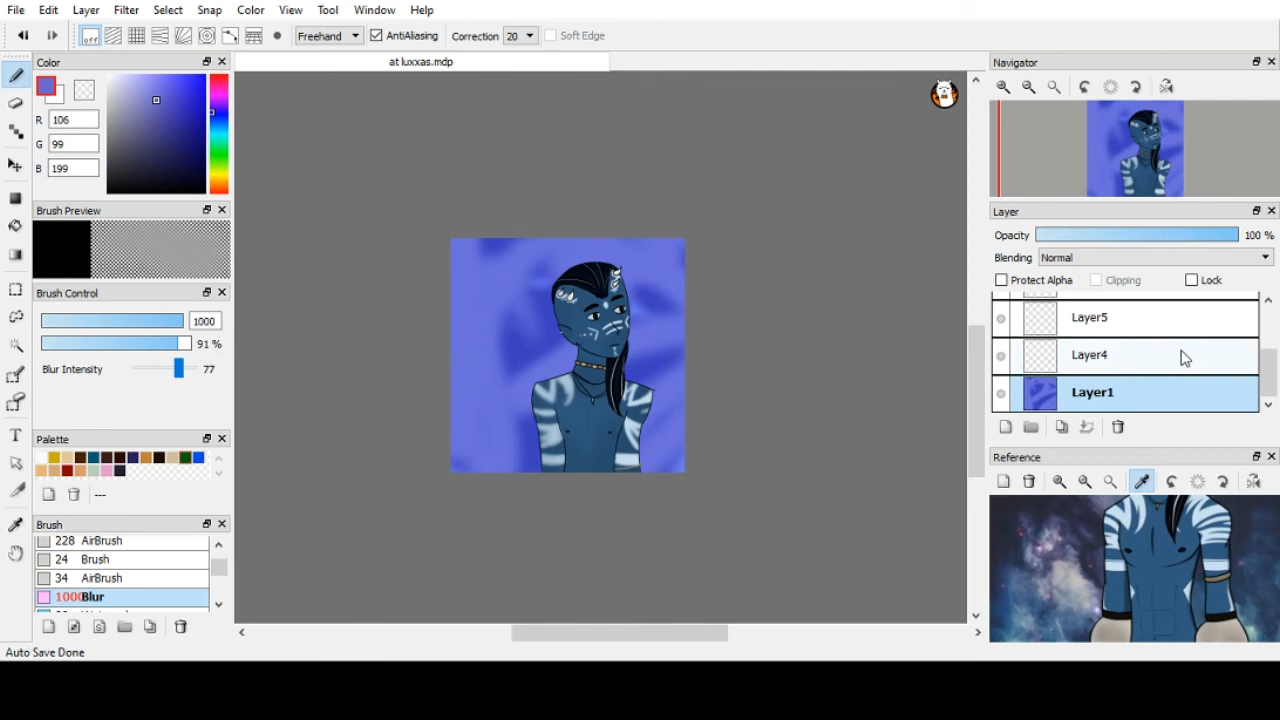 File Edit Layer Filter Select Snap Color View Tool Window Help
off Freehand AntiAliasing Correction 20 Soft Edge
Color
at luxxas.mdp
Navigator
R 106
G 99
B 199
Brush Preview
Layer
Opacity 100 %
Blending Normal
Protect Alpha Clipping Lock
Brush Control
1000
91 %
Blur Intensity 77
Layer5
Layer4
Layer1
Palette
---
Reference
Brush
228 AirBrush
24 Brush
34 AirBrush
1000 Blur
Auto Save Done